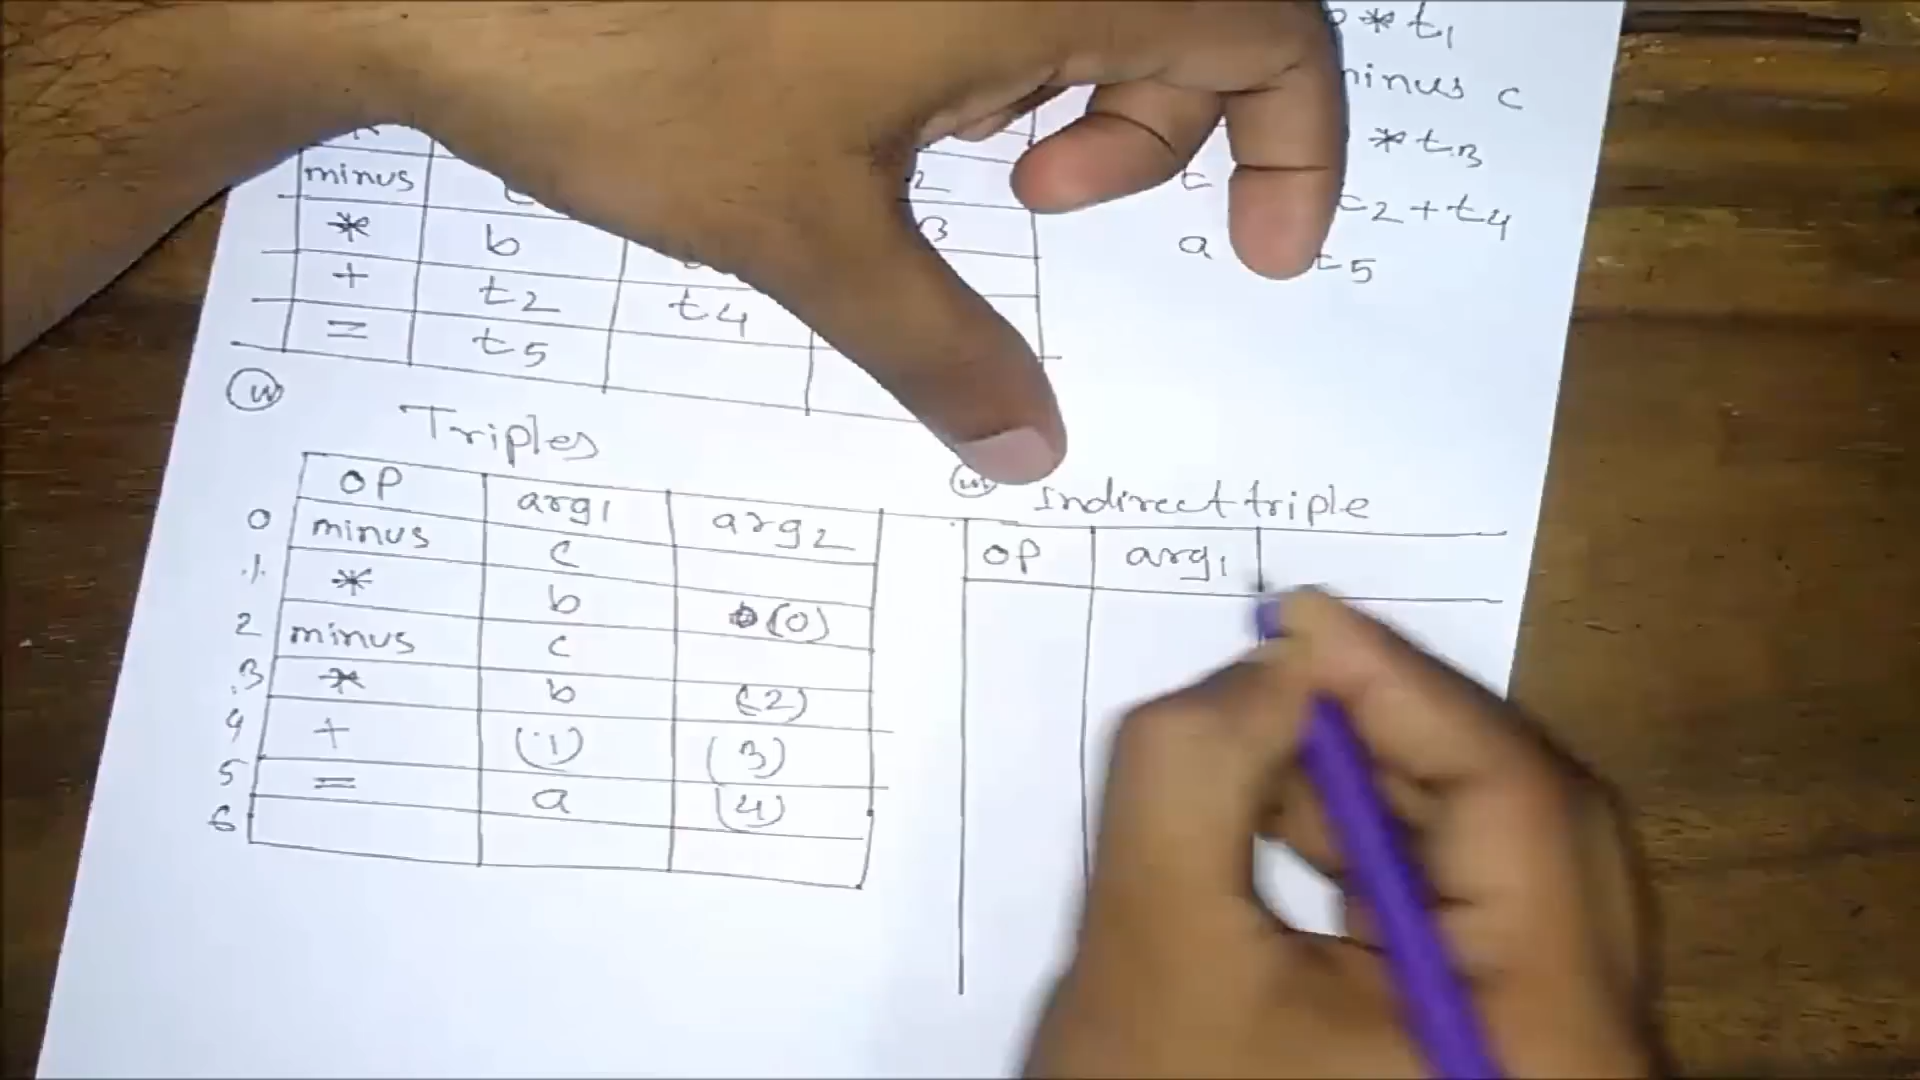 * t1
minus c
* t3
t2 + t4
a t5
minus
* b
+ t2 t4
= t5
Triples
OP arg1 arg2
0 minus c
1 * b (0)
2 minus c
3 * b (2)
4 + (1) (3)
5 = a (4)
6
Indirect triple
OP arg1